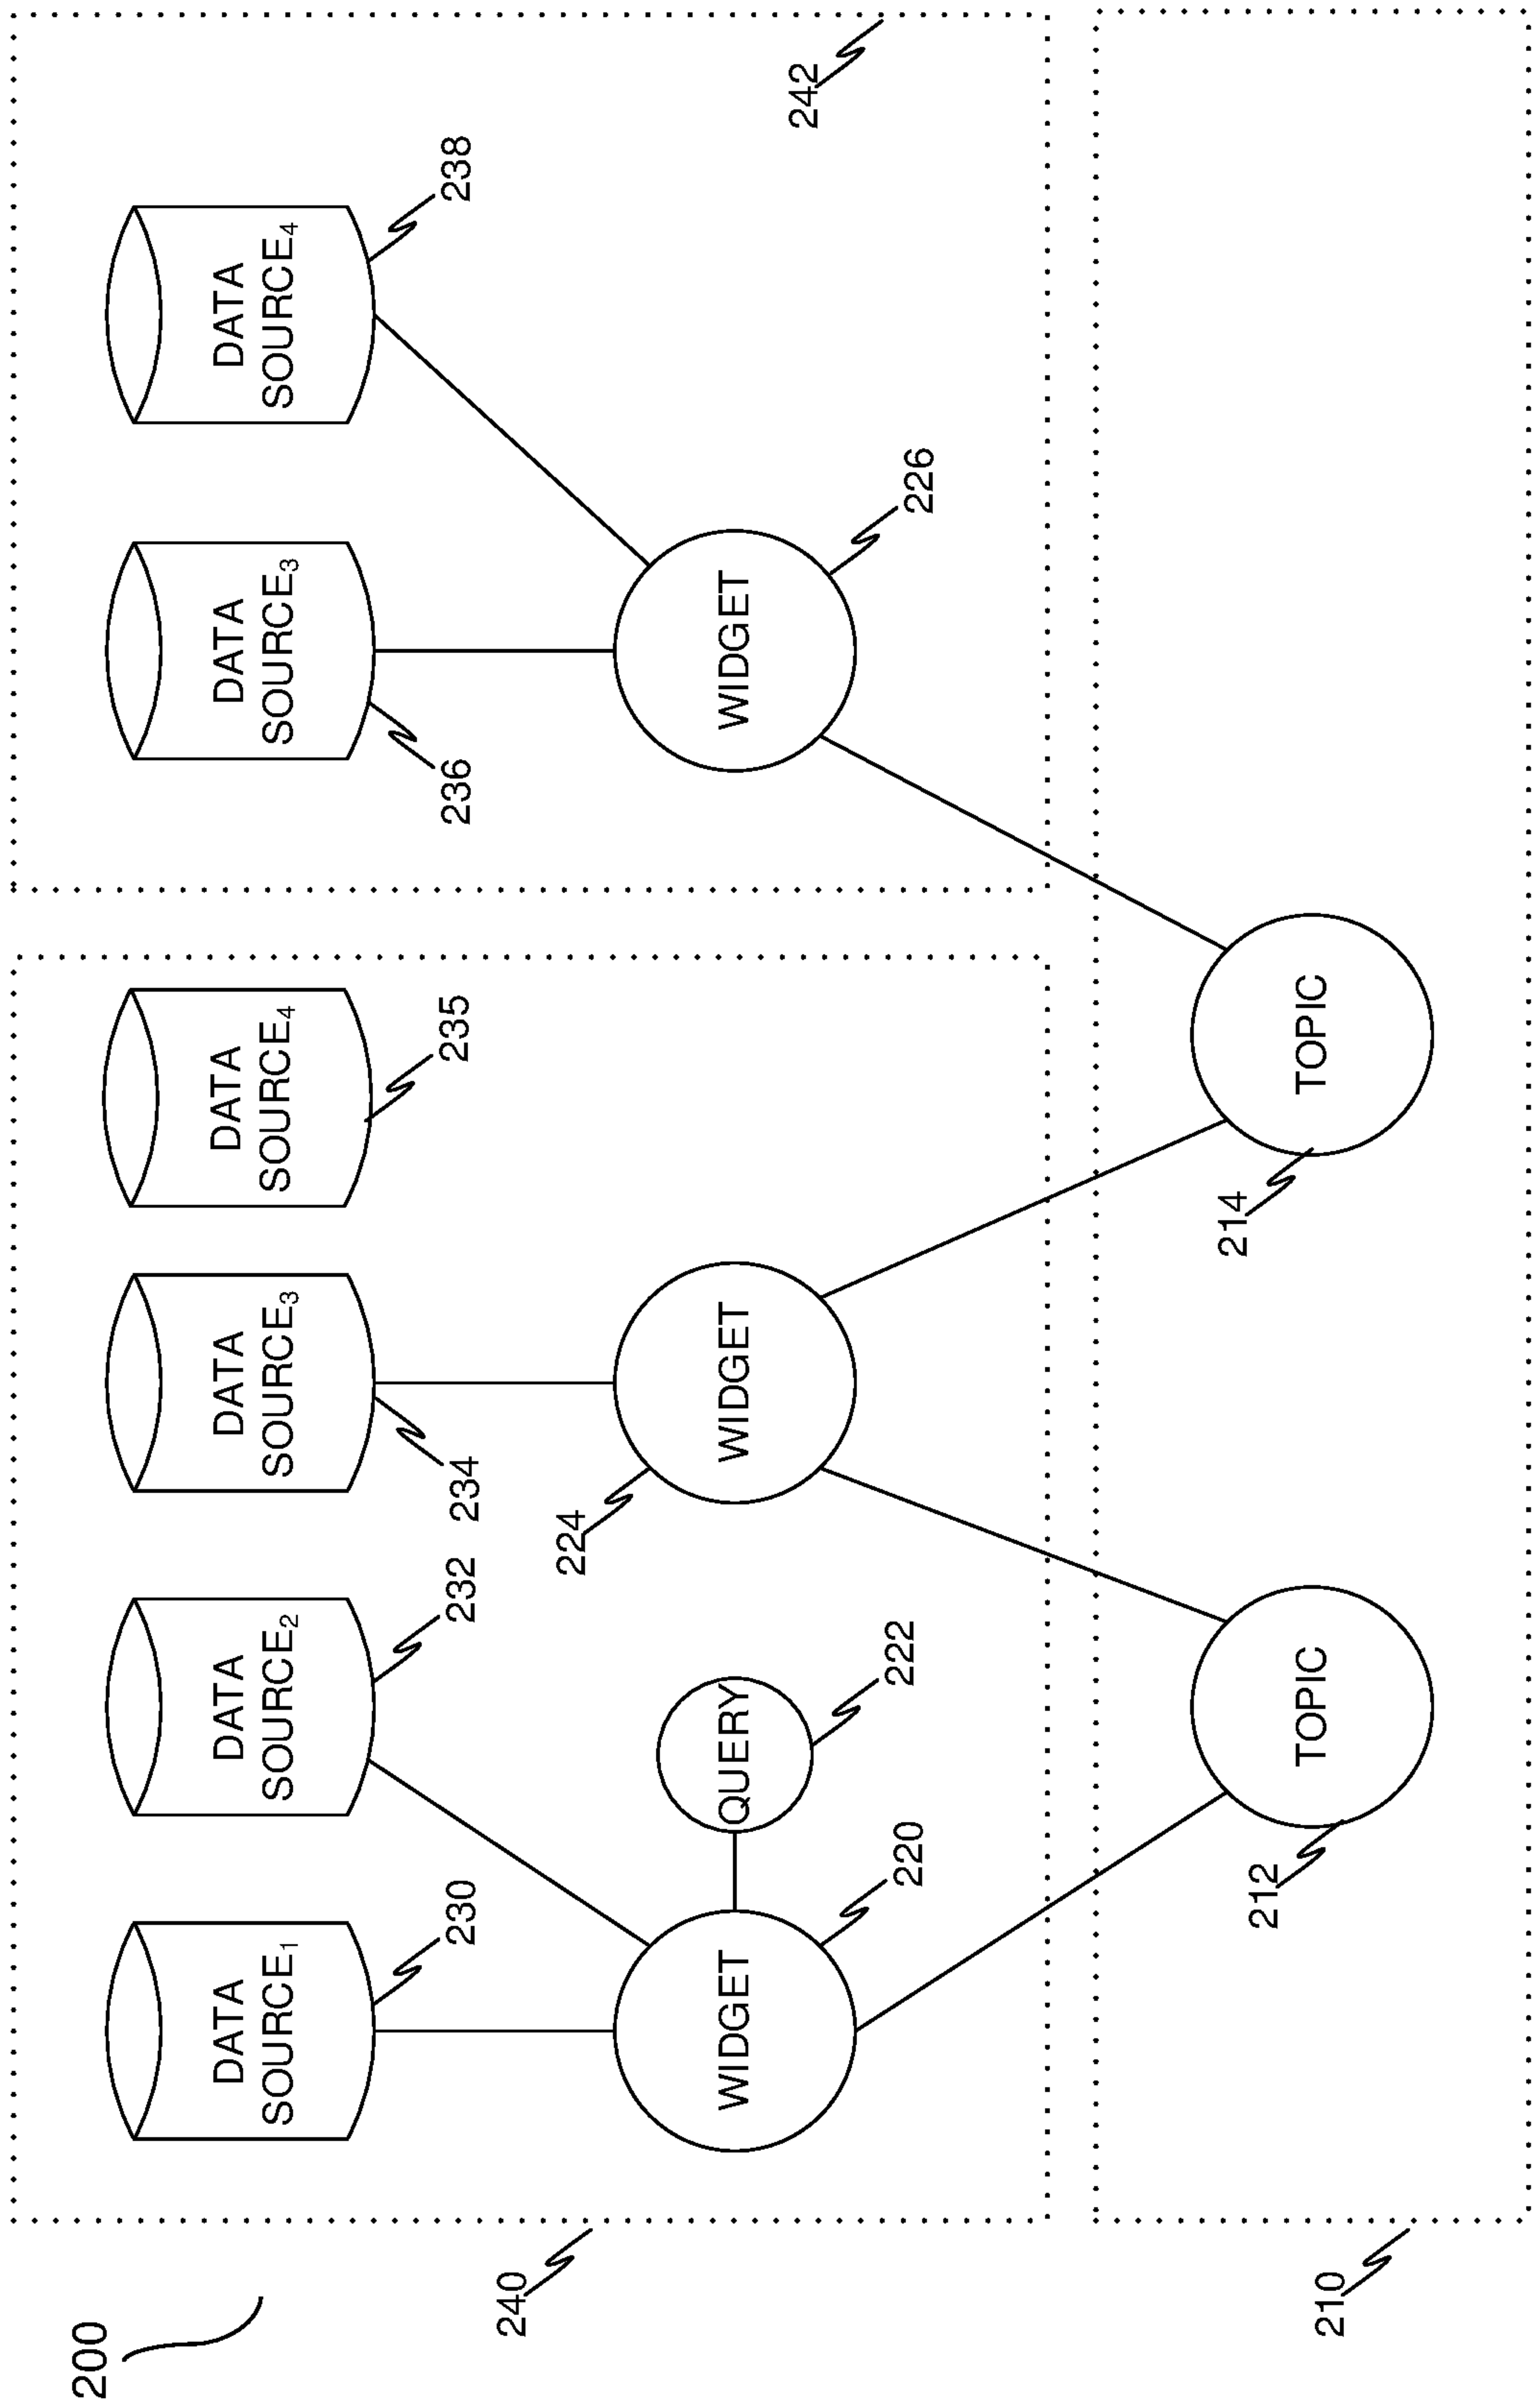 200
DATA
SOURCE₁
DATA
SOURCE₂
DATA
SOURCE₃
DATA
SOURCE₄
DATA
SOURCE₃
DATA
SOURCE₄
230
232
234
235
236
238
240
224
WIDGET
QUERY
WIDGET
WIDGET
242
220
222
226
212
214
TOPIC
TOPIC
210